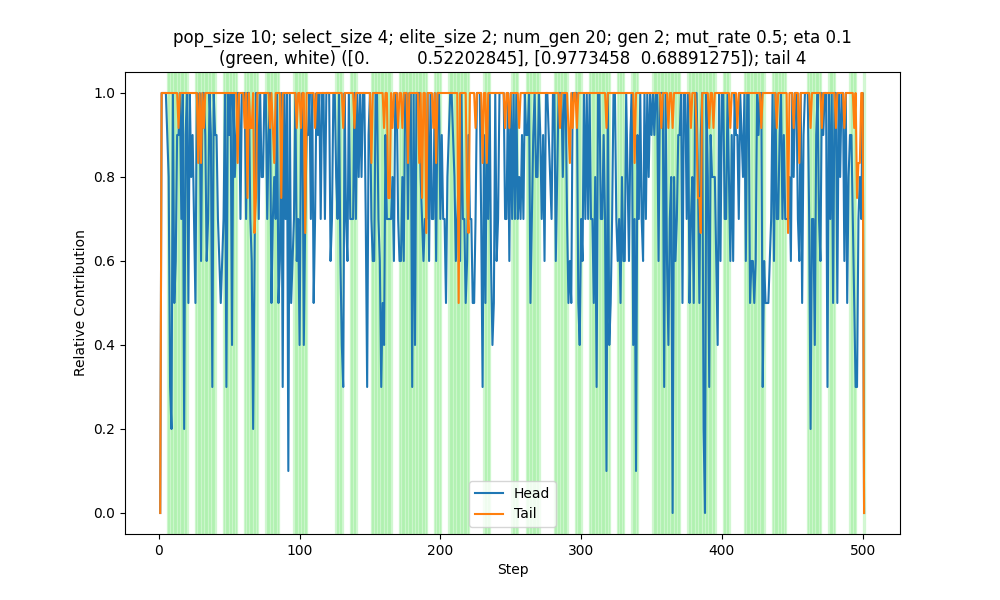 pop_size 10; select_size 4; elite_size 2; num_gen 20; gen 2; mut_rate 0.5; eta 0.1
(green, white) ([0.         0.52202845], [0.9773458  0.68891275]); tail 4
1.0
0.8
0.6
0.4
0.2
0.0
Relative Contribution
Head
Tail
0
100
200
300
400
500
Step